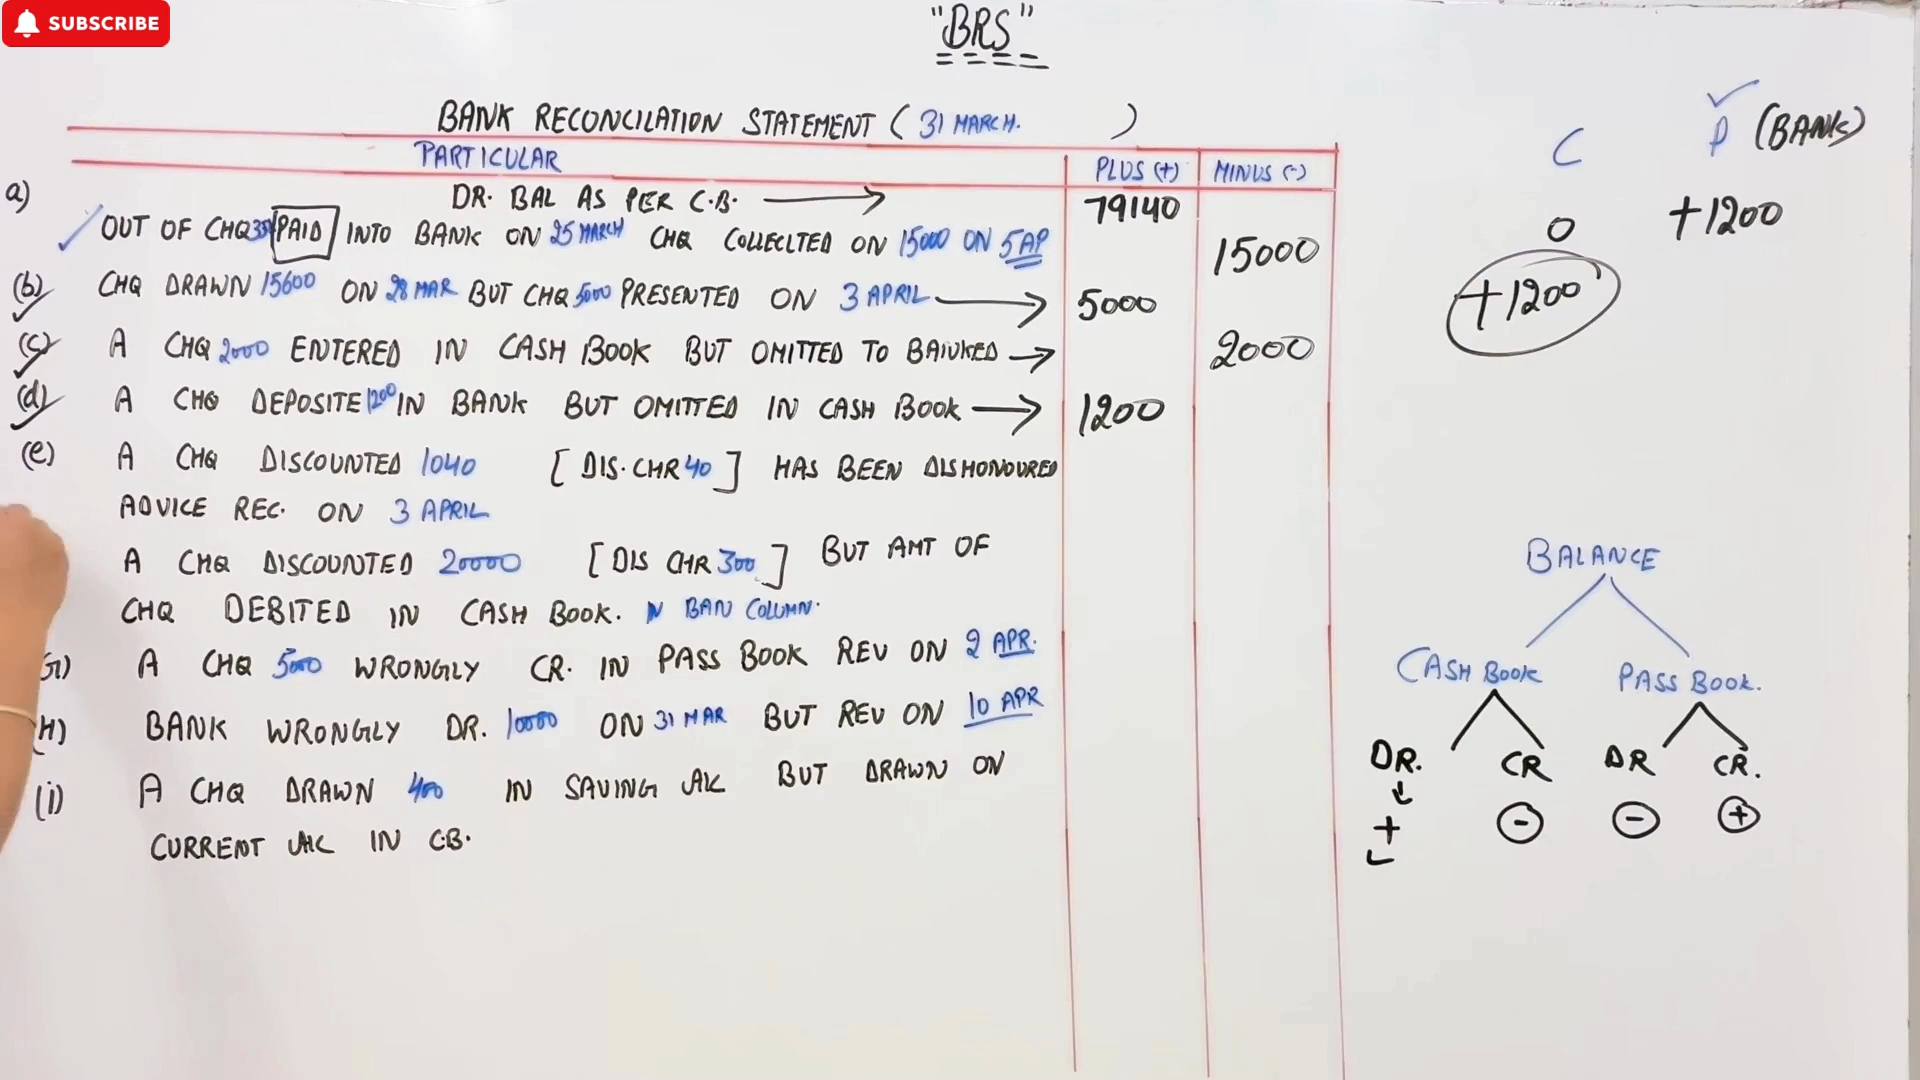 SUBSCRIBE
"BRS"
BANK RECONCILATION STATEMENT ( 31 MARCH. )
PARTICULAR PLUS (+) MINUS (-)
a) DR. BAL AS PER C.B. → 79140
OUT OF CHQ PAID INTO BANK ON 25 MARCH CHQ COLLECLTED ON 15000 ON 5 AP 15000
(b) CHQ DRAWN 15600 ON 28 MAR BUT CHQ 5000 PRESENTED ON 3 APRIL → 5000
(c) A CHQ 2000 ENTERED IN CASH BOOK BUT OMITTED TO BANKED → 2000
(d) A CHQ DEPOSITE 1200 IN BANK BUT OMITTED IN CASH BOOK → 1200
(e) A CHQ DISCOUNTED 1040 [ DIS. CHR 40 ] HAS BEEN DISHONOURED
ADVICE REC. ON 3 APRIL
A CHQ DISCOUNTED 20000 [ DIS CHR 300 ] BUT AMT OF
CHQ DEBITED IN CASH BOOK. IN BAN COLUMN.
G) A CHQ 5000 WRONGLY CR. IN PASS BOOK REV ON 2 APR.
(H) BANK WRONGLY DR. 10000 ON 31 MAR BUT REV ON 10 APR
(i) A CHQ DRAWN 400 IN SAVING A/C BUT DRAWN ON
CURRENT A/C IN C.B.
C P (BANK)
0 +1200
+1200
BALANCE
CASH BOOK PASS BOOK.
DR. CR DR CR.
+ - - +